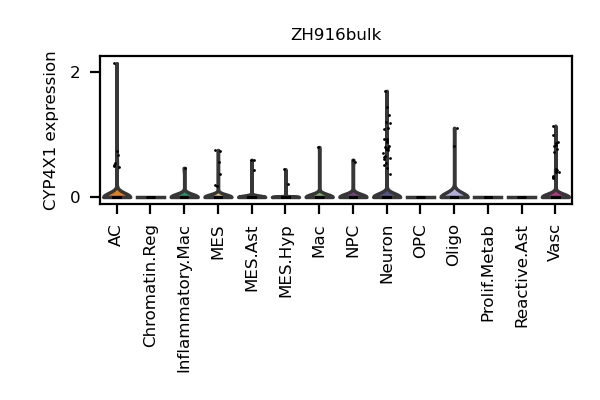 ZH916bulk
CYP4X1 expression
2
0
AC
Chromatin.Reg
Inflammatory.Mac
MES
MES.Ast
MES.Hyp
Mac
NPC
Neuron
OPC
Oligo
Prolif.Metab
Reactive.Ast
Vasc